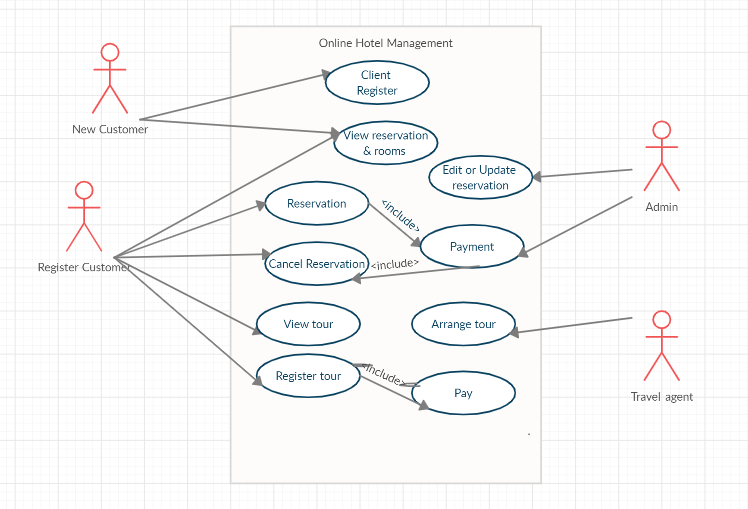 Online Hotel Management
Client
Register
New Customer
View reservation
& rooms
Edit or Update
reservation
Admin
Reservation
<include>
Payment
Register Customer
Cancel Reservation
<include>
View tour
Arrange tour
Register tour
<include>
Pay
Travel agent